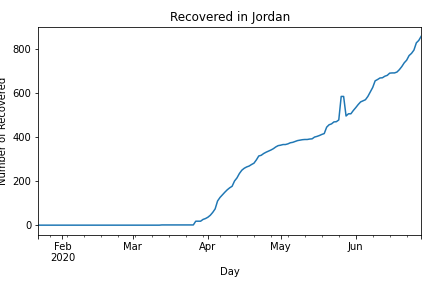 Recovered in Jordan
Number of Recovered
800
600
400
200
0
Feb
2020
Mar
Apr
May
Jun
Day